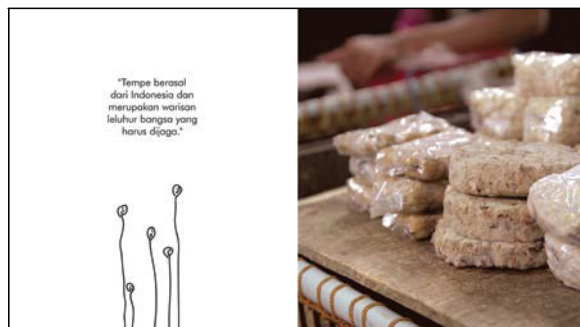 "Tempe berasal
dari Indonesia dan
merupakan warisan
leluhur bangsa yang
harus dijaga."